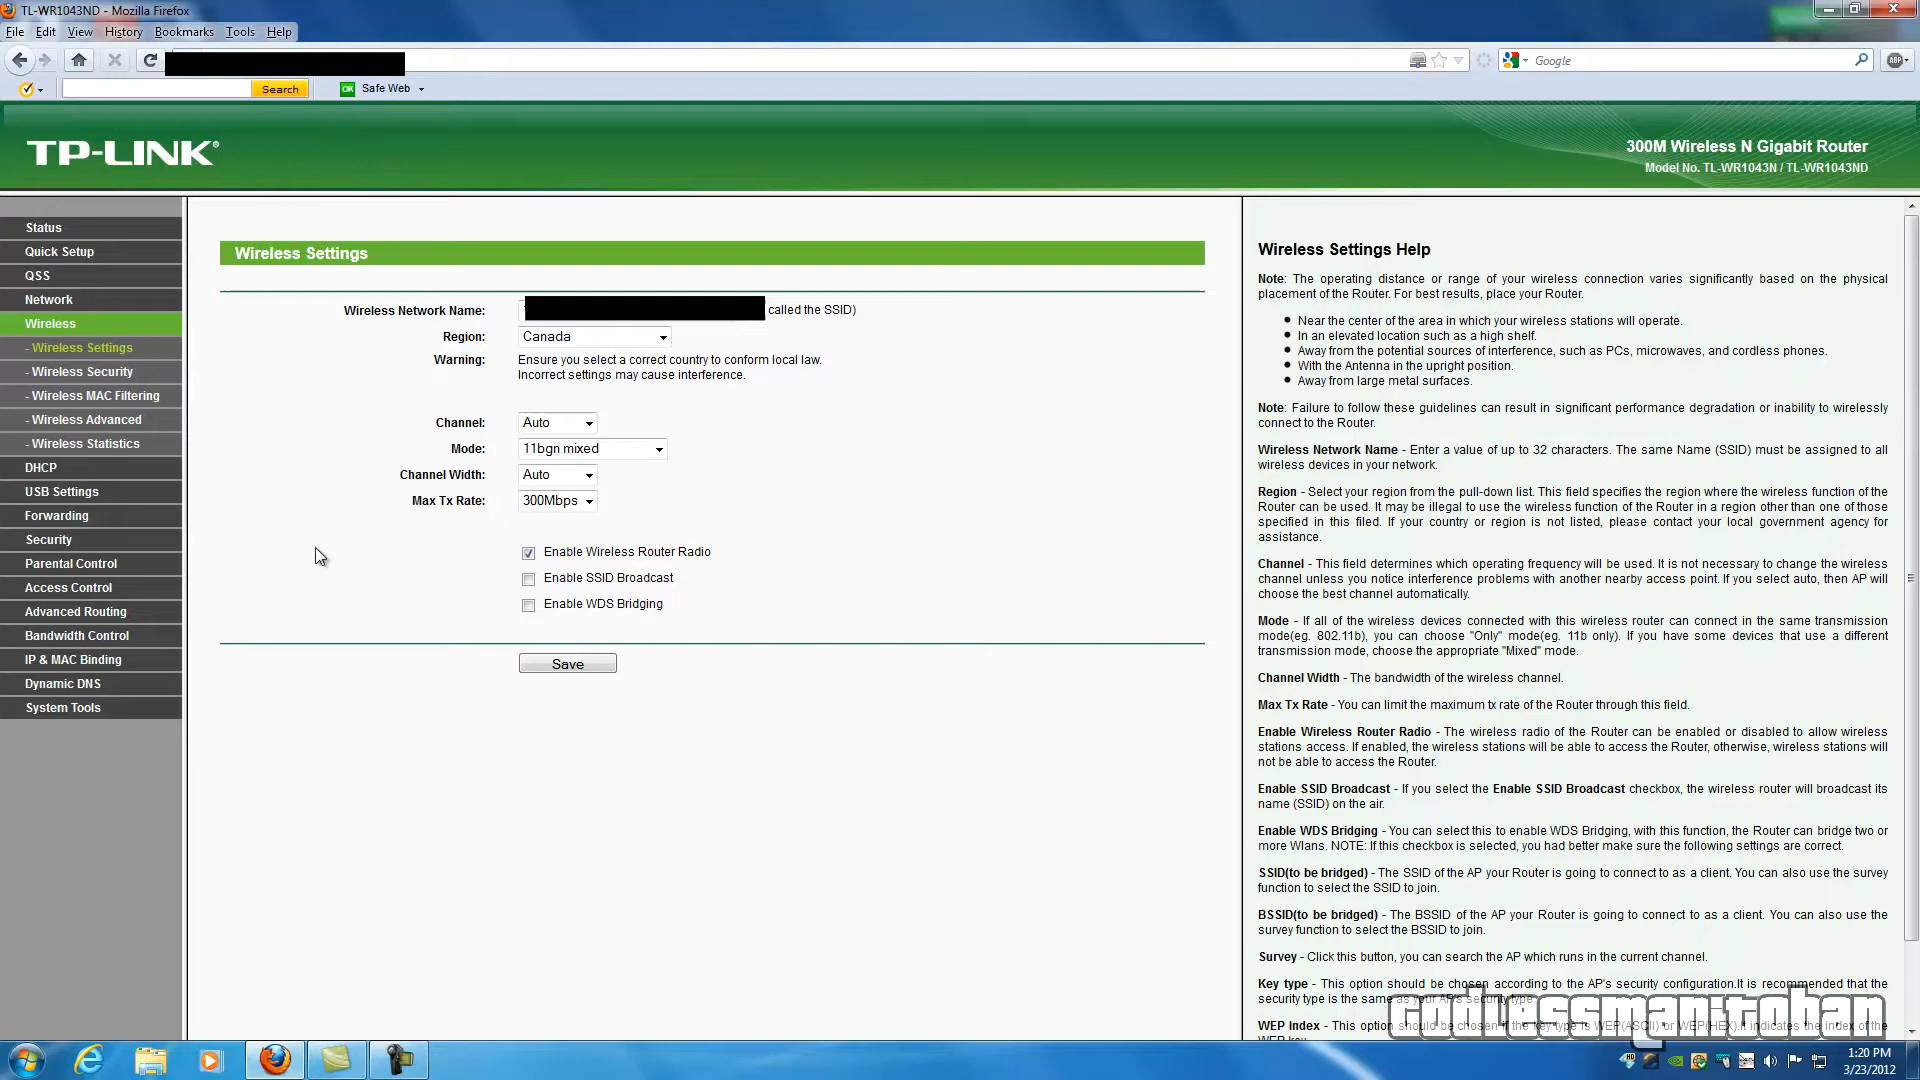 TL-WR1043ND - Mozilla Firefox
File Edit View History Bookmarks Tools Help
Google
ABP
Search
OK Safe Web
TP-LINK®
300M Wireless N Gigabit Router
Model No. TL-WR1043N / TL-WR1043ND
Status
Quick Setup
QSS
Network
Wireless
- Wireless Settings
- Wireless Security
- Wireless MAC Filtering
- Wireless Advanced
- Wireless Statistics
DHCP
USB Settings
Forwarding
Security
Parental Control
Access Control
Advanced Routing
Bandwidth Control
IP & MAC Binding
Dynamic DNS
System Tools
Wireless Settings
Wireless Network Name: called the SSID)
Region: Canada
Warning: Ensure you select a correct country to conform local law.
Incorrect settings may cause interference.
Channel: Auto
Mode: 11bgn mixed
Channel Width: Auto
Max Tx Rate: 300Mbps
Enable Wireless Router Radio
Enable SSID Broadcast
Enable WDS Bridging
Save
Wireless Settings Help
Note: The operating distance or range of your wireless connection varies significantly based on the physical
placement of the Router. For best results, place your Router.
Near the center of the area in which your wireless stations will operate.
In an elevated location such as a high shelf.
Away from the potential sources of interference, such as PCs, microwaves, and cordless phones.
With the Antenna in the upright position.
Away from large metal surfaces.
Note: Failure to follow these guidelines can result in significant performance degradation or inability to wirelessly
connect to the Router.
Wireless Network Name - Enter a value of up to 32 characters. The same Name (SSID) must be assigned to all
wireless devices in your network.
Region - Select your region from the pull-down list. This field specifies the region where the wireless function of the
Router can be used. It may be illegal to use the wireless function of the Router in a region other than one of those
specified in this filed. If your country or region is not listed, please contact your local government agency for
assistance.
Channel - This field determines which operating frequency will be used. It is not necessary to change the wireless
channel unless you notice interference problems with another nearby access point. If you select auto, then AP will
choose the best channel automatically.
Mode - If all of the wireless devices connected with this wireless router can connect in the same transmission
mode(eg. 802.11b), you can choose "Only" mode(eg. 11b only). If you have some devices that use a different
transmission mode, choose the appropriate "Mixed" mode.
Channel Width - The bandwidth of the wireless channel.
Max Tx Rate - You can limit the maximum tx rate of the Router through this field.
Enable Wireless Router Radio - The wireless radio of the Router can be enabled or disabled to allow wireless
stations access. If enabled, the wireless stations will be able to access the Router, otherwise, wireless stations will
not be able to access the Router.
Enable SSID Broadcast - If you select the Enable SSID Broadcast checkbox, the wireless router will broadcast its
name (SSID) on the air.
Enable WDS Bridging - You can select this to enable WDS Bridging, with this function, the Router can bridge two or
more Wlans. NOTE: If this checkbox is selected, you had better make sure the following settings are correct.
SSID(to be bridged) - The SSID of the AP your Router is going to connect to as a client. You can also use the survey
function to select the SSID to join.
BSSID(to be bridged) - The BSSID of the AP your Router is going to connect to as a client. You can also use the
survey function to select the BSSID to join.
Survey - Click this button, you can search the AP which runs in the current channel.
Key type - This option should be chosen according to the AP's security configuration.It is recommended that the
security type is the same as your AP's security type
WEP Index - This option should be chosen if the key type is WEP(ASCII) or WEP(HEX).It indicates the index of the
WEP key.
endlessmanitoban
1:20 PM
3/23/2012